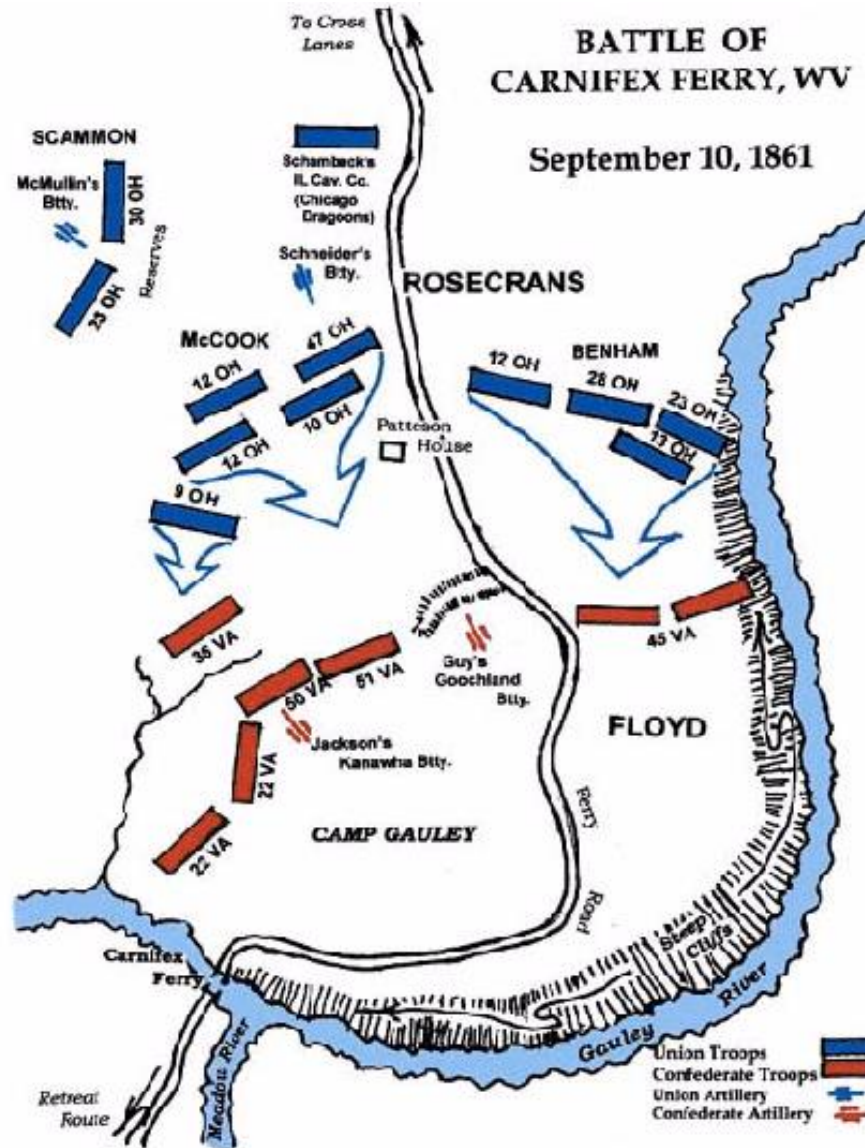 To Cross
Lanes
BATTLE OF
CARNIFEX FERRY, WV
September 10, 1861
SCAMMON
McMullin's
Btty.
30 OH
Reserves
23 OH
Schambeck's
IL Cav. Co.
(Chicago
Dragoons)
Schneider's
Btty.
ROSECRANS
McCOOK
47 OH
12 OH
10 OH
12 OH
9 OH
Patteson
House
BENHAM
12 OH
28 OH
23 OH
13 OH
36 VA
50 VA
51 VA
Guy's
Goochland
Btty.
45 VA
FLOYD
22 VA
Jackson's
Kanawha Btty.
22 VA
CAMP GAULEY
Ferry
Road
Steep
Cliffs
Carnifex
Ferry
Gauley
River
Meadow River
Retreat
Route
Union Troops
Confederate Troops
Union Artillery
Confederate Artillery